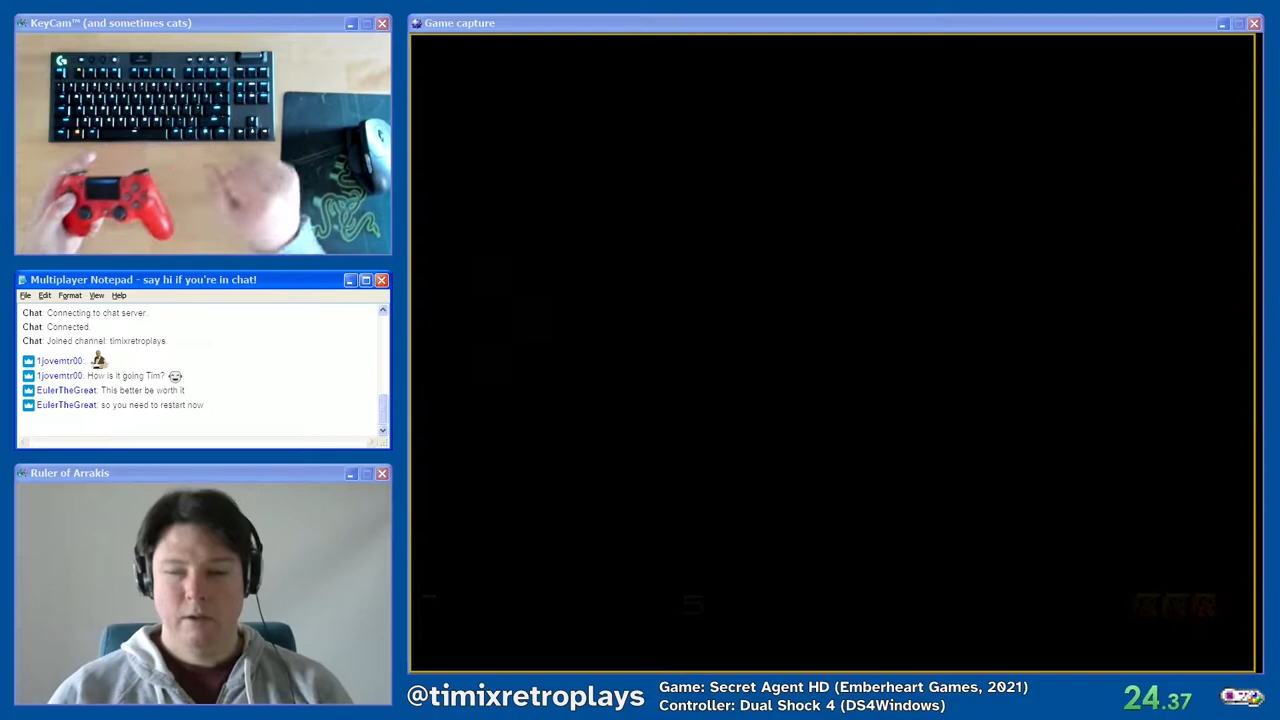 KeyCam™ (and sometimes cats)
Game capture
Multiplayer Notepad - say hi if you're in chat!
File Edit Format View Help
Chat: Connecting to chat server..
Chat: Connected.
Chat: Joined channel: timixretroplays.
1jovemtr00:
1jovemtr00: How is it going Tim?
EulerTheGreat: This better be worth it
EulerTheGreat: so you need to restart now
Ruler of Arrakis
5
@timixretroplays
Game: Secret Agent HD (Emberheart Games, 2021)
Controller: Dual Shock 4 (DS4Windows)
24.37